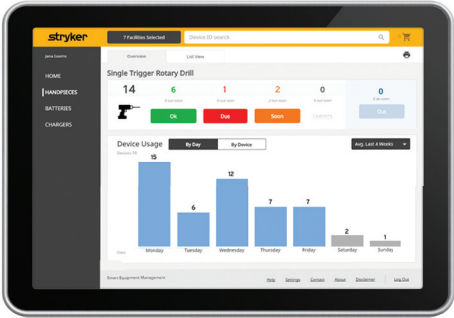 stryker
7 Facilities Selected
Device ID search
HOME
HANDPIECES
BATTERIES
CHARGERS
Overview
List View
Single Trigger Rotary Drill
14
6
1
2
0
0
Ok
Due
Soon
Device Usage
By Day
By Device
Avg. Last 4 Weeks
15
6
12
7
7
2
1
Monday
Tuesday
Wednesday
Thursday
Friday
Saturday
Sunday
Smart Equipment Management
Help
Settings
Contact
About
Disclaimer
Log Out